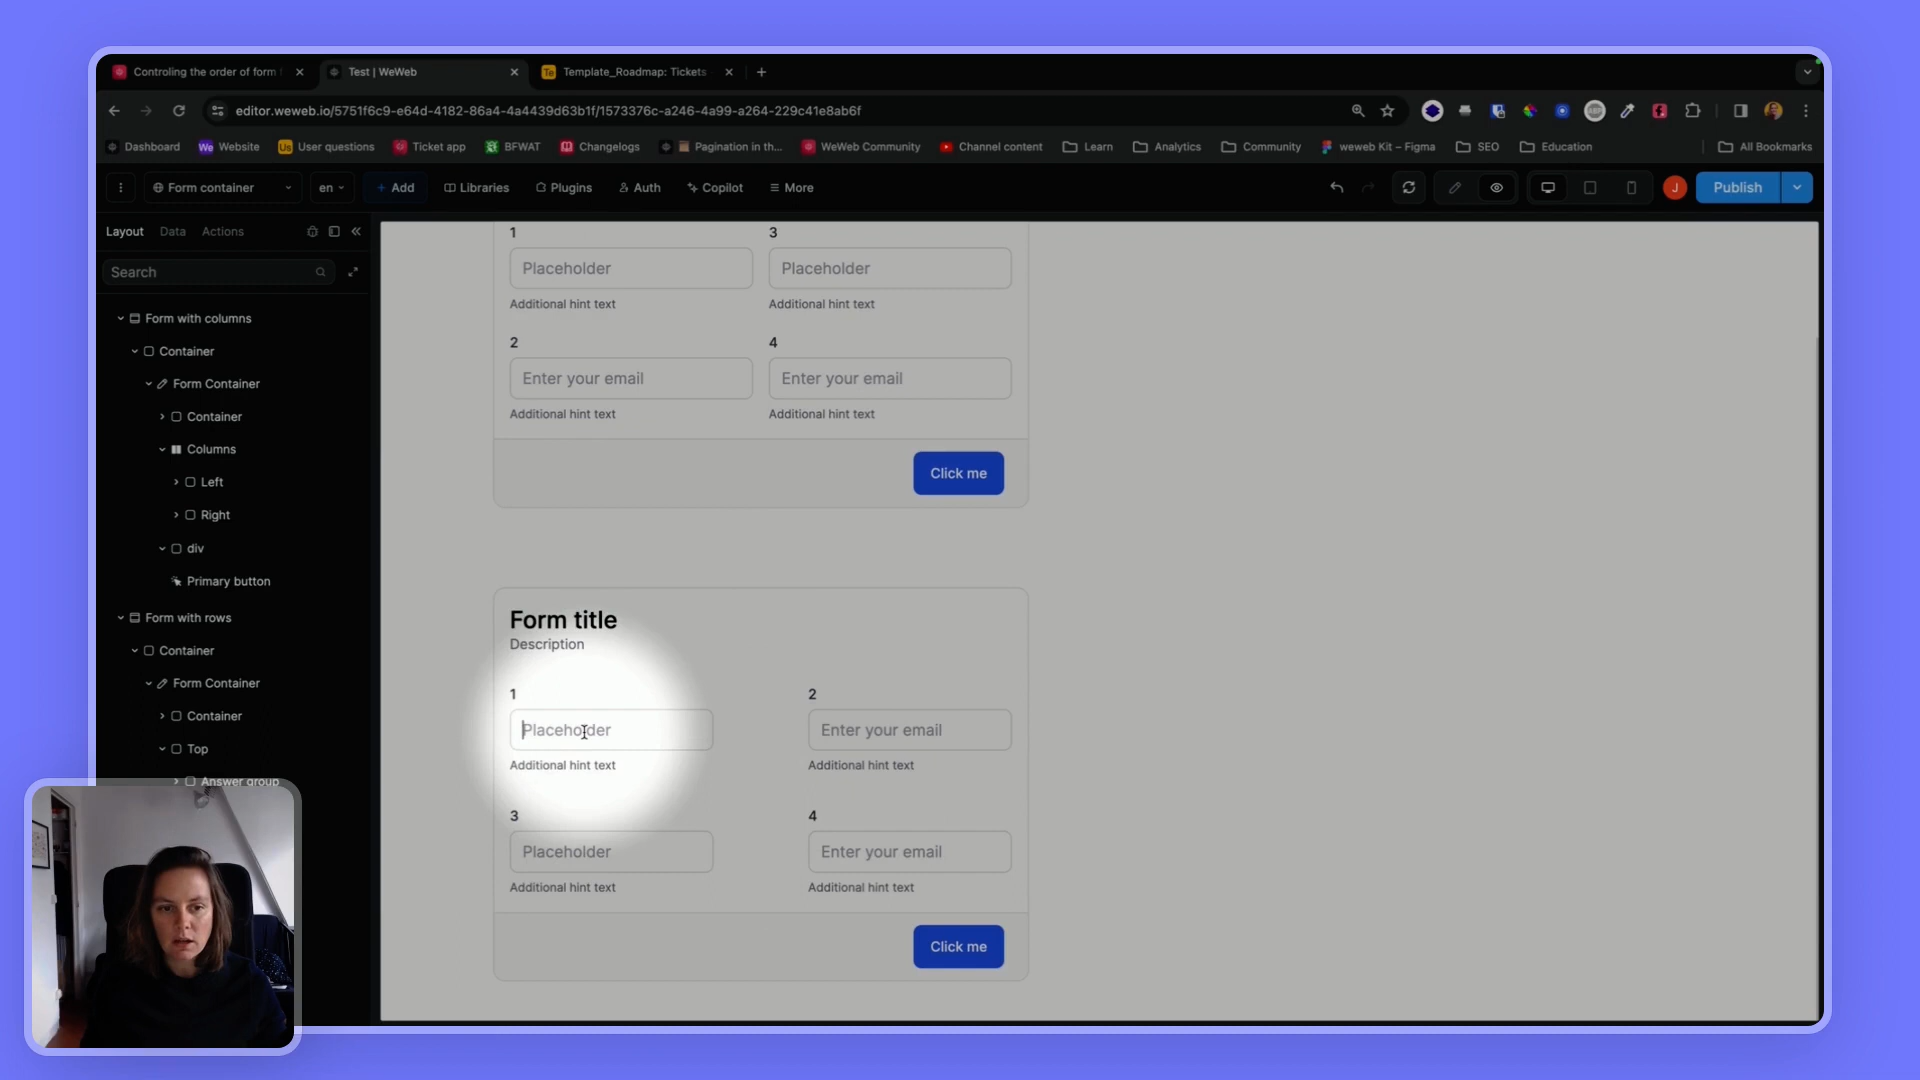 Controling the order of form
Test | WeWeb
Te Template_Roadmap: Tickets
editor.weweb.io/5751f6c9-e64d-4182-86a4-4a4439d63b1f/1573376c-a246-4a99-a264-229c41e8ab6f
Dashboard
We Website
Us User questions
Ticket app
BFWAT
Changelogs
Pagination in th...
WeWeb Community
Channel content
Learn
Analytics
Community
weweb Kit – Figma
SEO
Education
All Bookmarks
Form container
en
+ Add
Libraries
Plugins
Auth
Copilot
More
J
Publish
Layout
Data
Actions
Search
Form with columns
Container
Form Container
Container
Columns
Left
Right
div
Primary button
Form with rows
Container
Form Container
Container
Top
Answer group
1
3
Placeholder
Placeholder
Additional hint text
Additional hint text
2
4
Enter your email
Enter your email
Additional hint text
Additional hint text
Click me
Form title
Description
1
2
Placeholder
Enter your email
Additional hint text
Additional hint text
3
4
Placeholder
Enter your email
Additional hint text
Additional hint text
Click me